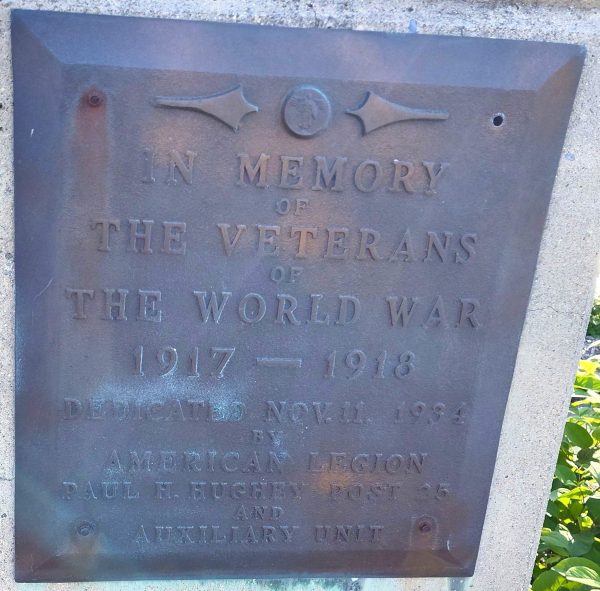 IN MEMORY
OF
THE VETERANS
OF
THE WORLD WAR
1917 — 1918
DEDICATED NOV. 11, 1934
BY
AMERICAN LEGION
PAUL H. HUGHEY POST 25
AND
AUXILIARY UNIT